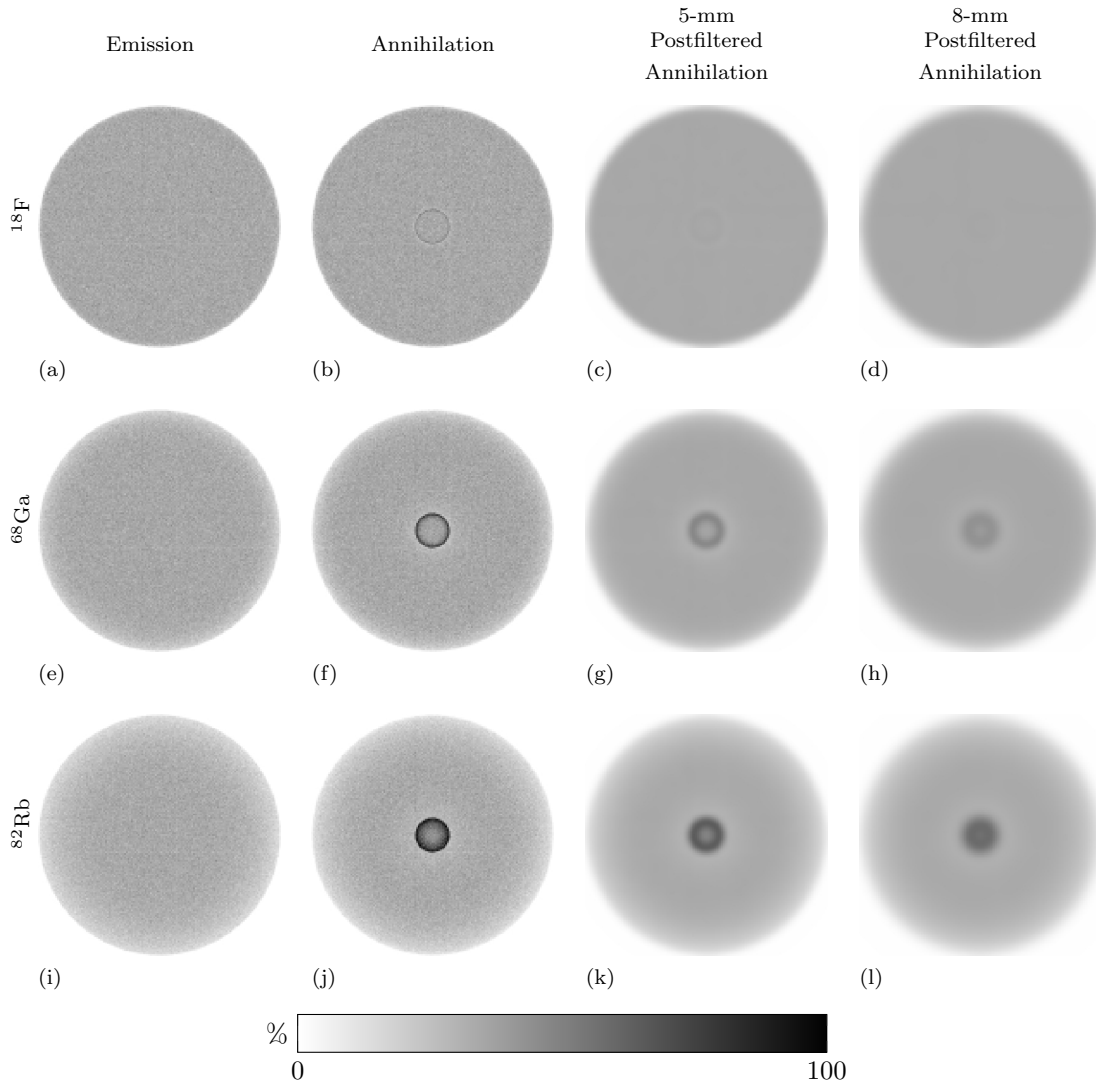 Emission
Annihilation
5-mm
Postfiltered
Annihilation
8-mm
Postfiltered
Annihilation
¹⁸F
(a)
(b)
(c)
(d)
⁶⁸Ga
(e)
(f)
(g)
(h)
⁸²Rb
(i)
(j)
(k)
(l)
%
0
100